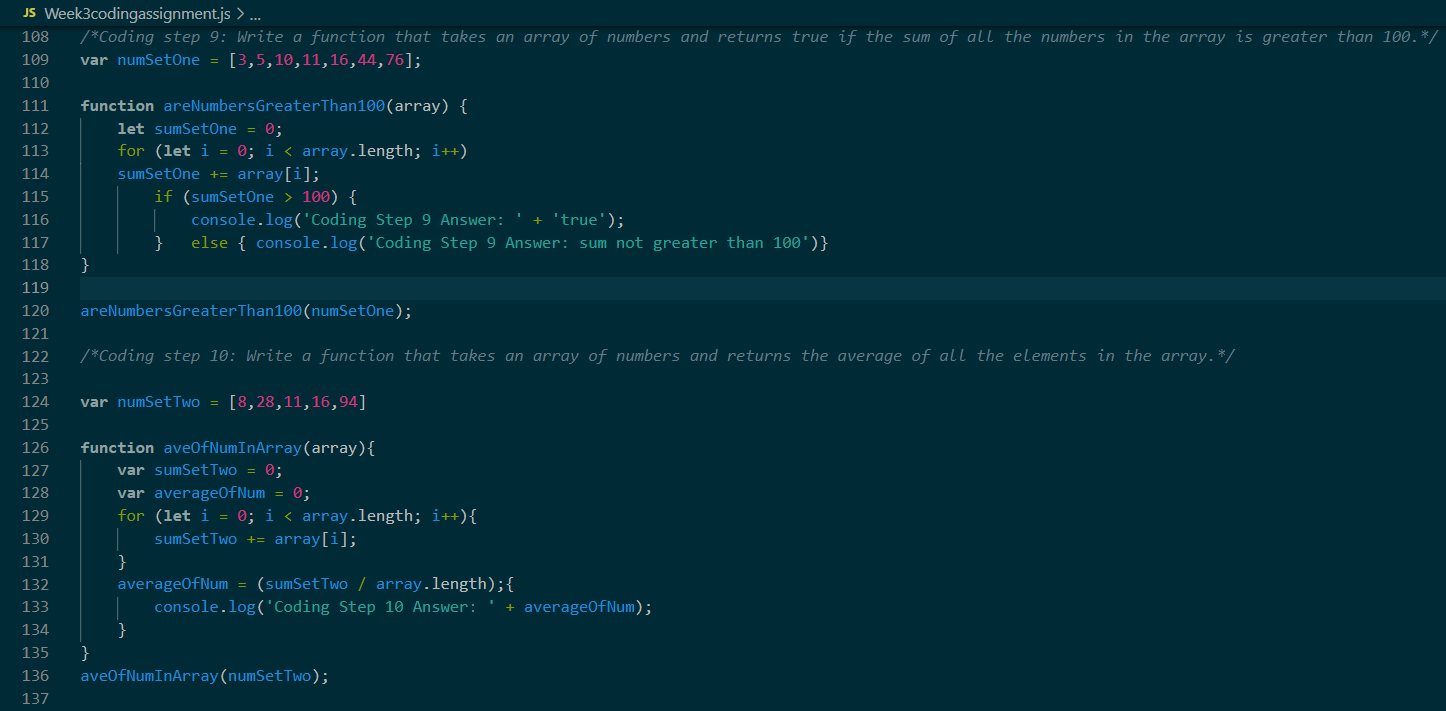 JS Week3codingassignment.js > ...
108 /*Coding step 9: Write a function that takes an array of numbers and returns true if the sum of all the numbers in the array is greater than 100.*/
109 var numSetOne = [3,5,10,11,16,44,76];
110
111 function areNumbersGreaterThan100(array) {
112     let sumSetOne = 0;
113     for (let i = 0; i < array.length; i++)
114     sumSetOne += array[i];
115         if (sumSetOne > 100) {
116             console.log('Coding Step 9 Answer: ' + 'true');
117         }   else { console.log('Coding Step 9 Answer: sum not greater than 100')}
118 }
119
120 areNumbersGreaterThan100(numSetOne);
121
122 /*Coding step 10: Write a function that takes an array of numbers and returns the average of all the elements in the array.*/
123
124 var numSetTwo = [8,28,11,16,94]
125
126 function aveOfNumInArray(array){
127     var sumSetTwo = 0;
128     var averageOfNum = 0;
129     for (let i = 0; i < array.length; i++){
130         sumSetTwo += array[i];
131     }
132     averageOfNum = (sumSetTwo / array.length);{
133         console.log('Coding Step 10 Answer: ' + averageOfNum);
134     }
135 }
136 aveOfNumInArray(numSetTwo);
137